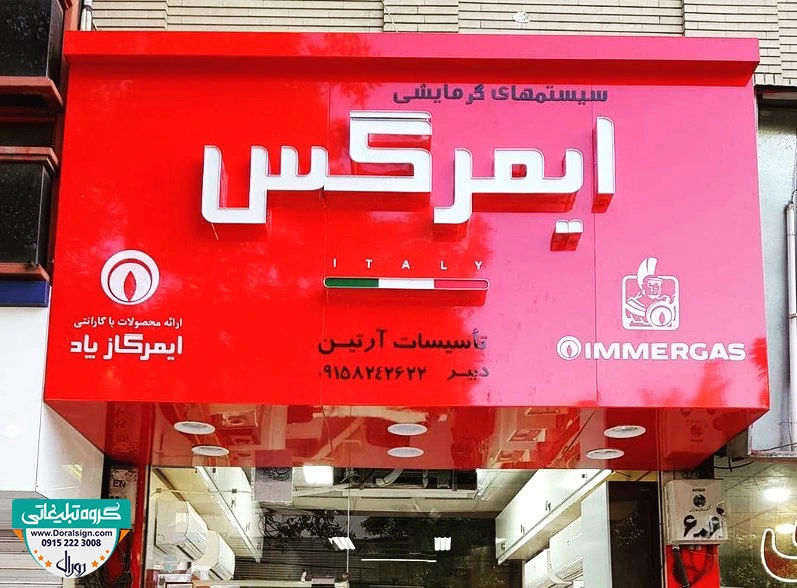 سیستمهای گرمایشی
ایمرکس
ITALY
IMMERGAS
ارائه محصولات با گارانتی
ایمرگاز یاد
تأسیسات آرتین
دبیر ۰۹۱۵۸۲۴۲۶۲۲
گروه تبلیغاتی
www.Doralsign.com
0915 222 3008
دورال